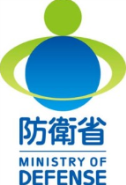 防衛省
MINISTRY OF
DEFENSE